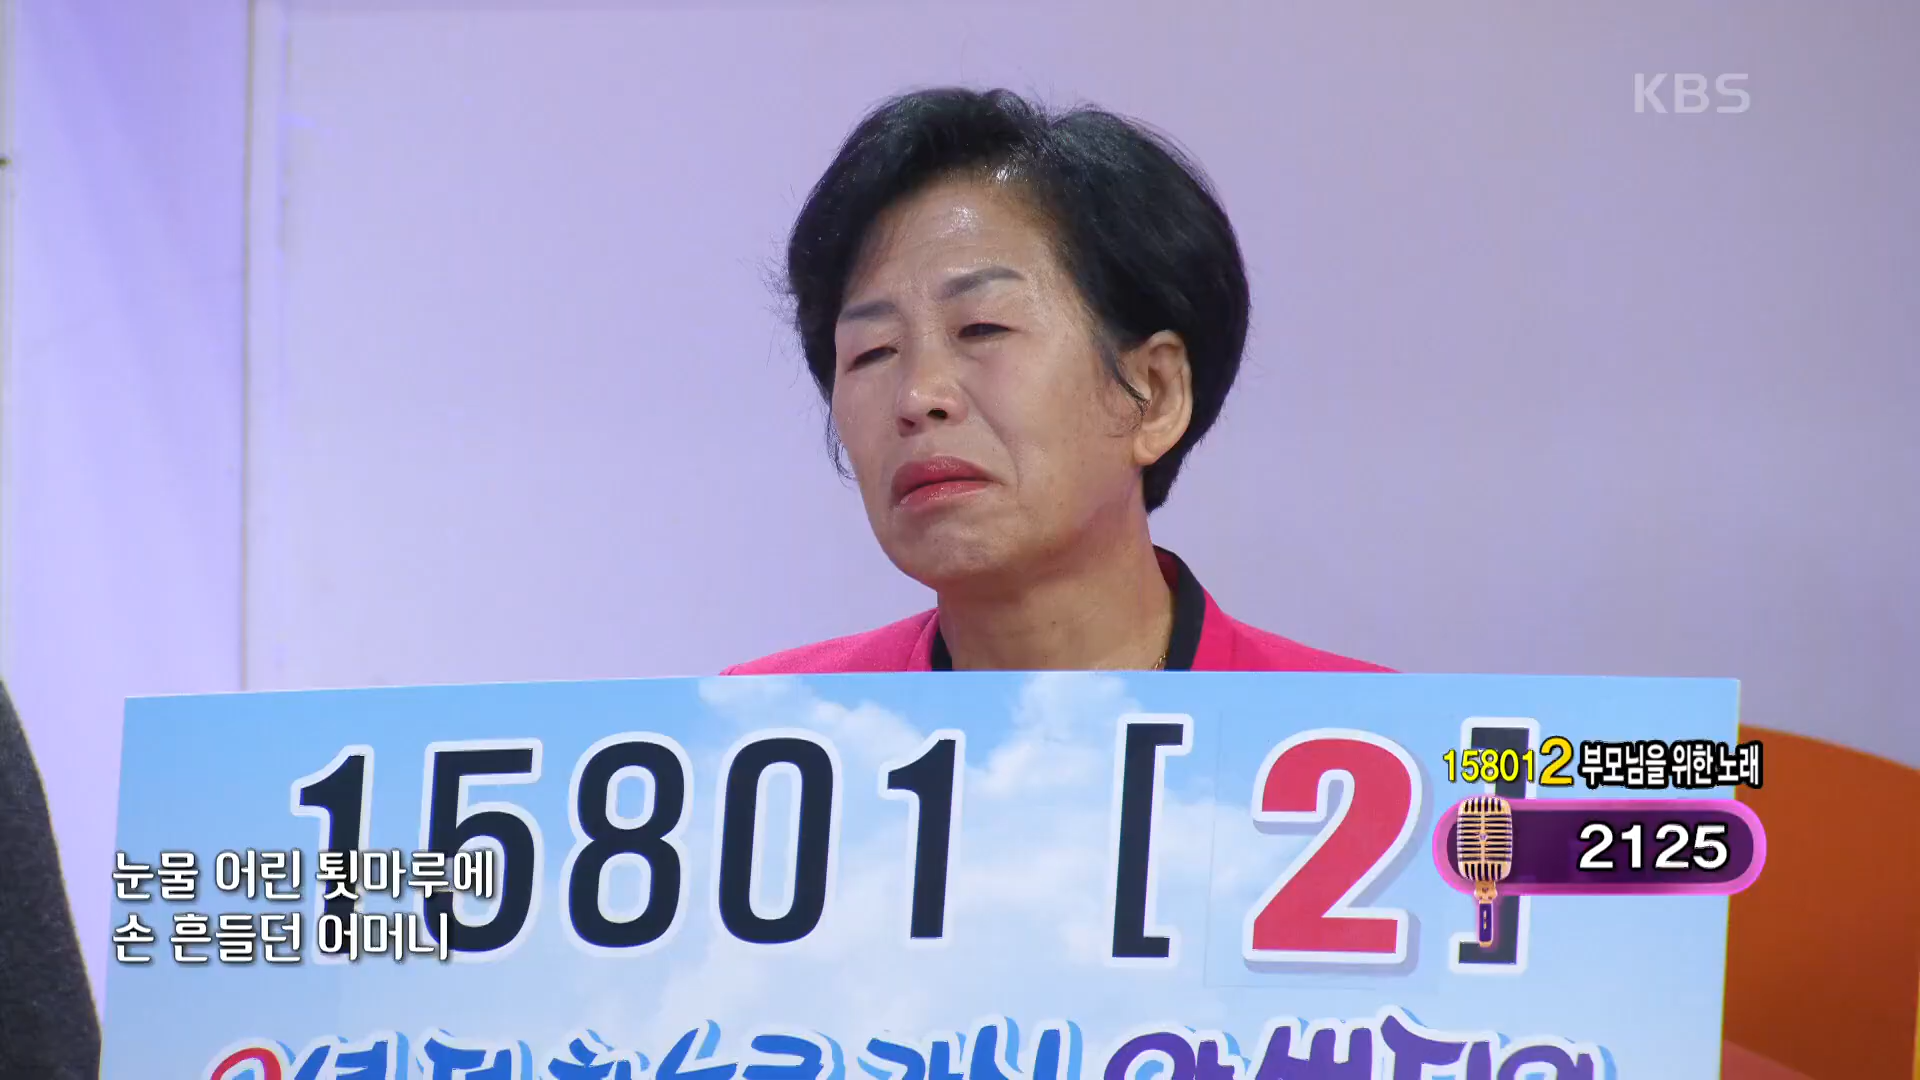 KBS
15801 [2]
158012 부모님을 위한 노래
2125
눈물 어린 툇마루에
손 흔들던 어머니